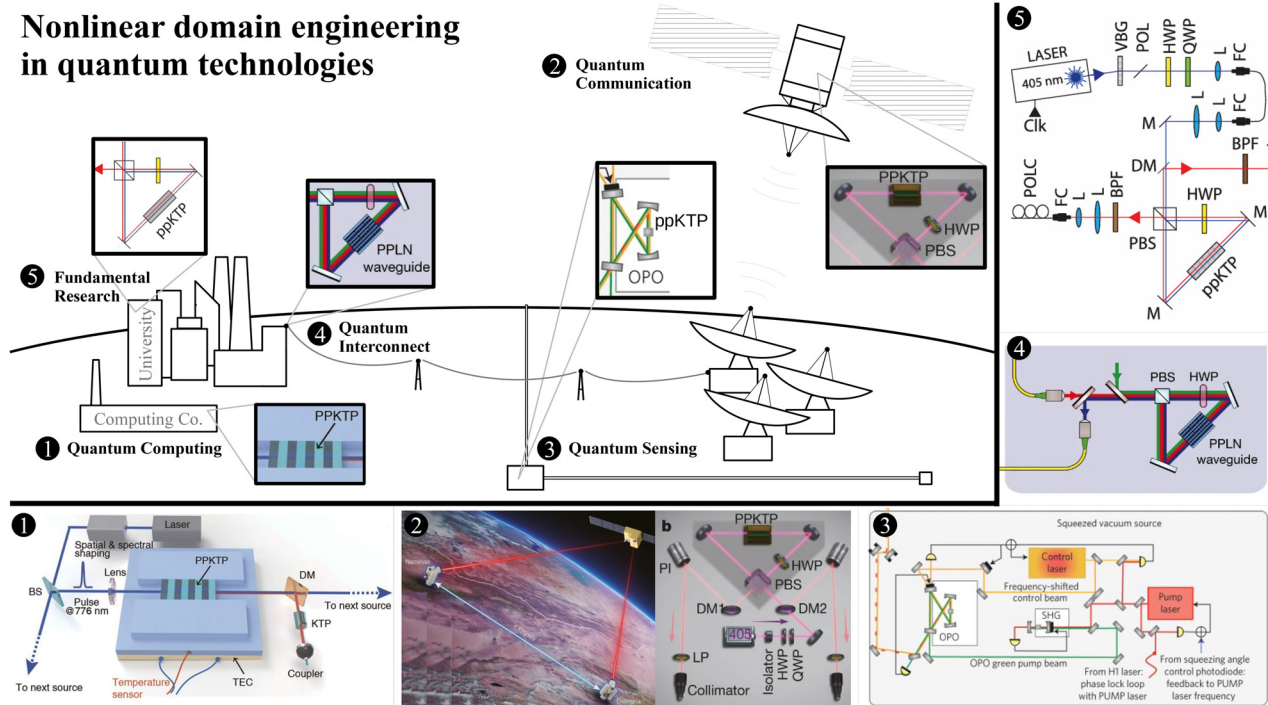 Nonlinear domain engineering
in quantum technologies
2 Quantum
Communication
ppKTP
PPLN
waveguide
ppKTP
OPO
PPKTP
HWP
PBS
5 Fundamental
Research
University
4 Quantum
Interconnect
Computing Co.
PPKTP
1 Quantum Computing
3 Quantum Sensing
5
LASER
405 nm
Clk
VBG
POL
HWP
QWP
L
FC
M
L
L
FC
DM
BPF
POLC
FC
L
L
BPF
HWP
PBS
M
ppKTP
M
4
PBS
HWP
PPLN
waveguide
1
Laser
Spatial & spectral
shaping
PPKTP
Lens
BS
Pulse
@776 nm
DM
To next source
KTP
Coupler
To next source
Temperature
sensor
TEC
2
Nanshan
Delingha
b
PPKTP
PI
HWP
PBS
DM1
DM2
405
LP
Isolator
HWP
QWP
Collimator
3
Squeezed vacuum source
Control
laser
Frequency-shifted
control beam
Pump
laser
SHG
OPO
OPO green pump beam
From H1 laser:
phase lock loop
with PUMP laser
From squeezing angle
control photodiode:
feedback to PUMP
laser frequency